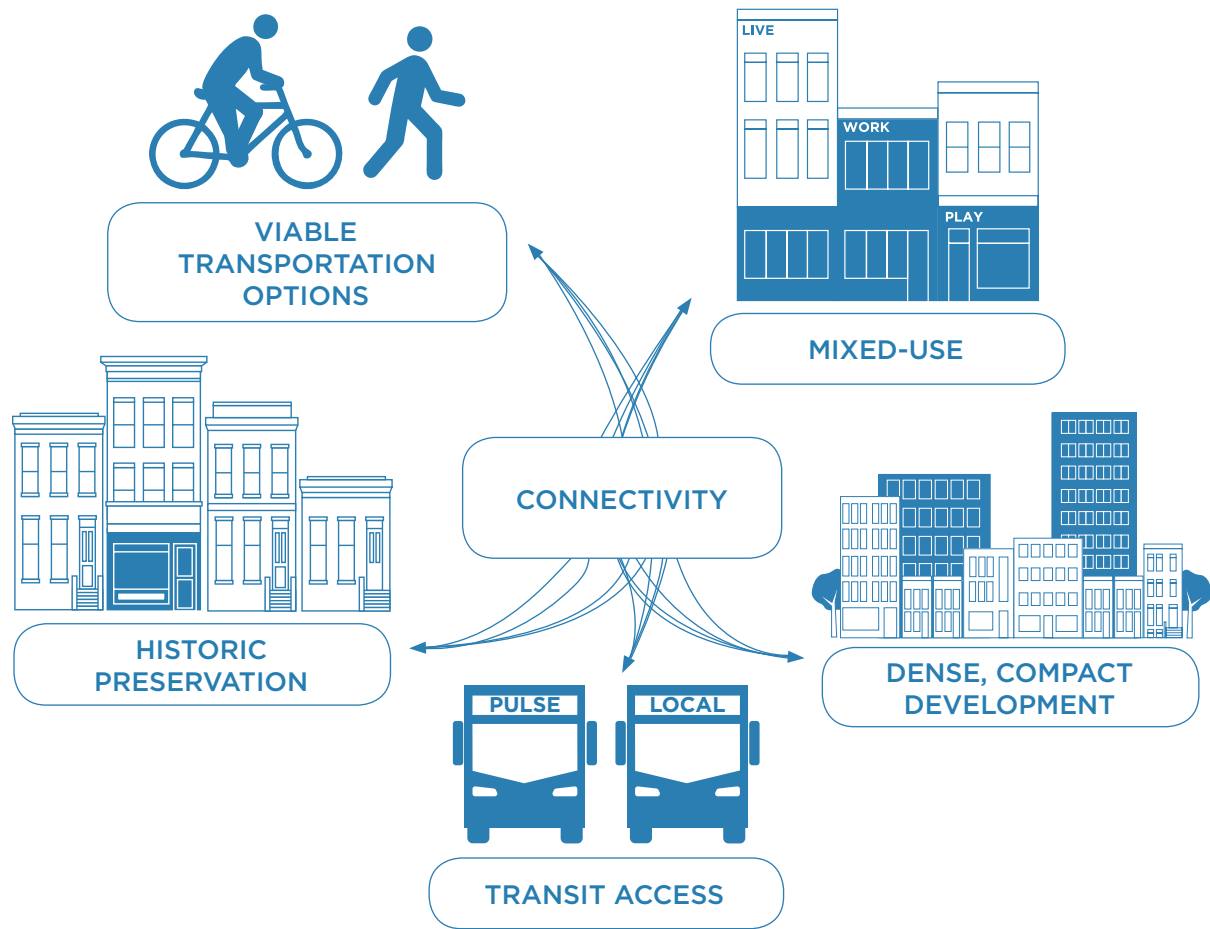 LIVE
WORK
PLAY
VIABLE
TRANSPORTATION
OPTIONS
MIXED-USE
CONNECTIVITY
HISTORIC
PRESERVATION
DENSE, COMPACT
DEVELOPMENT
PULSE
LOCAL
TRANSIT ACCESS